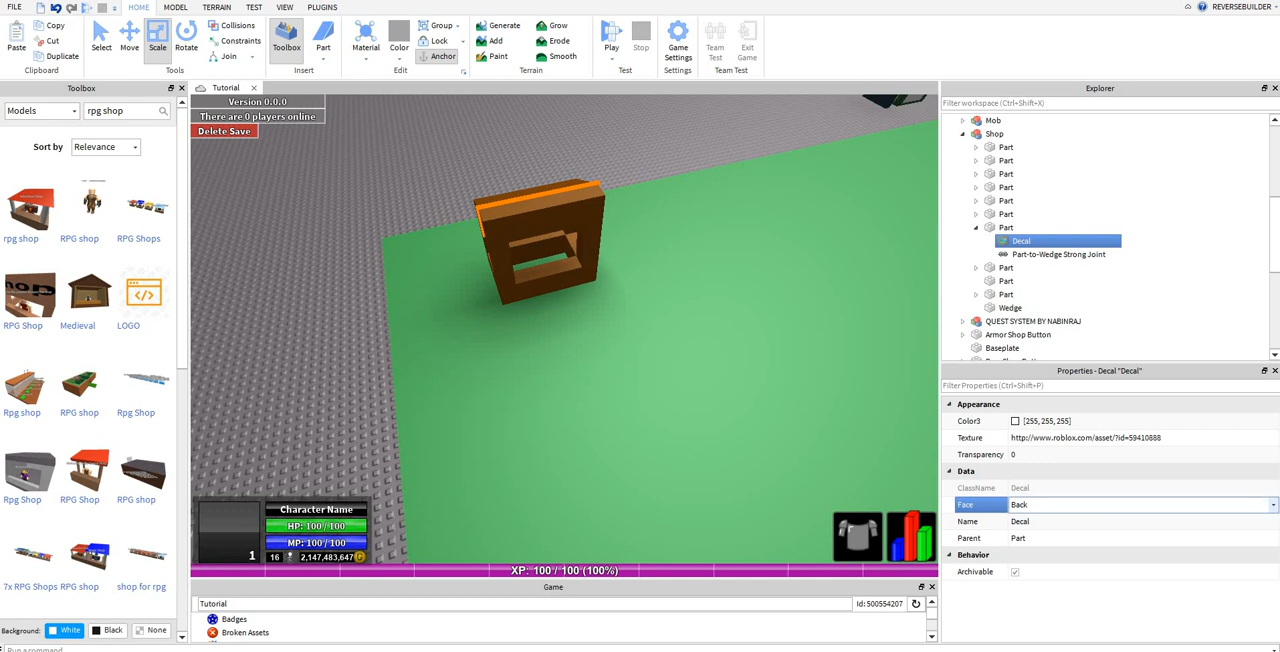 FILE HOME MODEL TERRAIN TEST VIEW PLUGINS REVERSEBUILDER
Paste Copy Cut Duplicate Clipboard
Select Move Scale Rotate Collisions Constraints Join Tools
Toolbox Part Insert
Material Color Group Lock Anchor Edit
Generate Add Paint Grow Erode Smooth Terrain
Play Stop Test
Game Settings Settings
Team Test Exit Game Team Test
Toolbox
Models rpg shop
Sort by Relevance
rpg shop RPG shop RPG Shops
RPG Shop Medieval LOGO
Rpg shop RPG shop Rpg Shop
Rpg Shop RPG Shop RPG shop
7x RPG Shops RPG shop shop for rpg
Background: White Black None
Tutorial
Version 0.0.0
There are 0 players online
Delete Save
Character Name
HP: 100 / 100
MP: 100 / 100
1 16 2,147,483,647
XP: 100 / 100 (100%)
Game
Tutorial Id: 500554207
Badges
Broken Assets
Run a command
Explorer
Filter workspace (Ctrl+Shift+X)
Mob
Shop
Part
Part
Part
Part
Part
Part
Part
Decal
Part-to-Wedge Strong Joint
Part
Part
Part
Wedge
QUEST SYSTEM BY NABINRAJ
Armor Shop Button
Baseplate
Properties - Decal "Decal"
Filter Properties (Ctrl+Shift+P)
Appearance
Color3 [255, 255, 255]
Texture http://www.roblox.com/asset/?id=59410888
Transparency 0
Data
ClassName Decal
Face Back
Name Decal
Parent Part
Behavior
Archivable